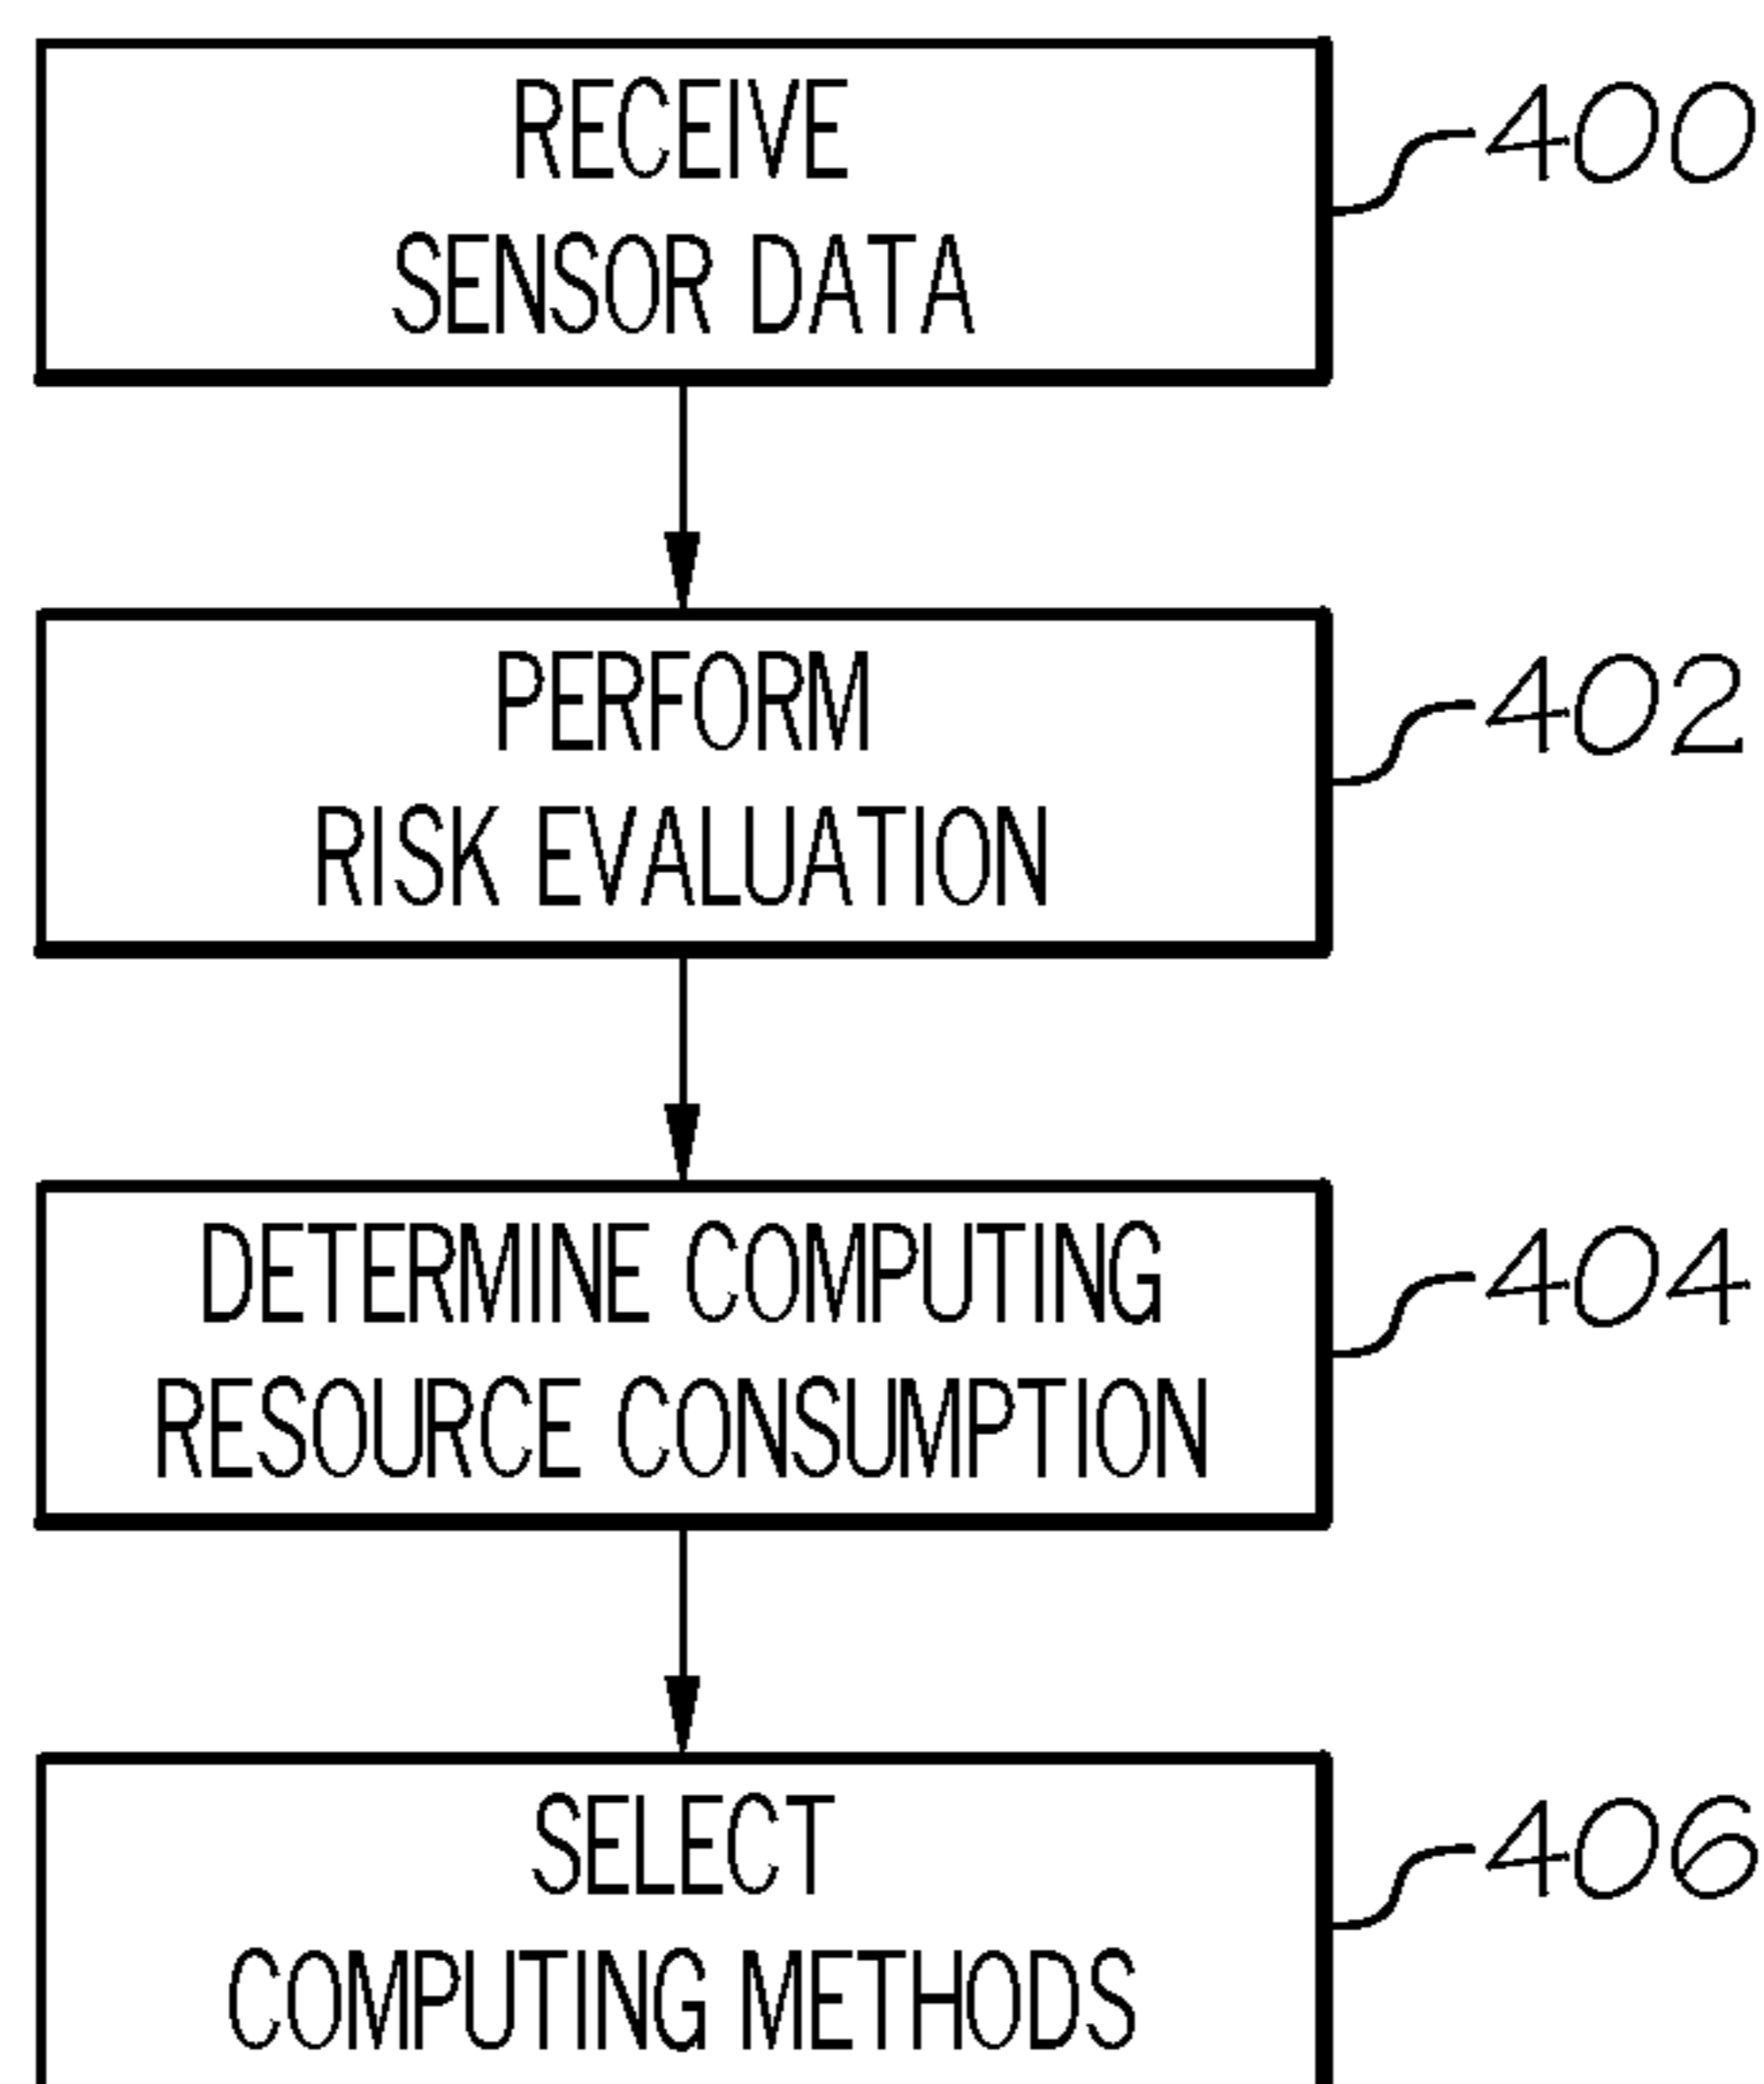 RECEIVE
SENSOR DATA
400
PERFORM
RISK EVALUATION
402
DETERMINE COMPUTING
RESOURCE CONSUMPTION
404
SELECT
COMPUTING METHODS
406